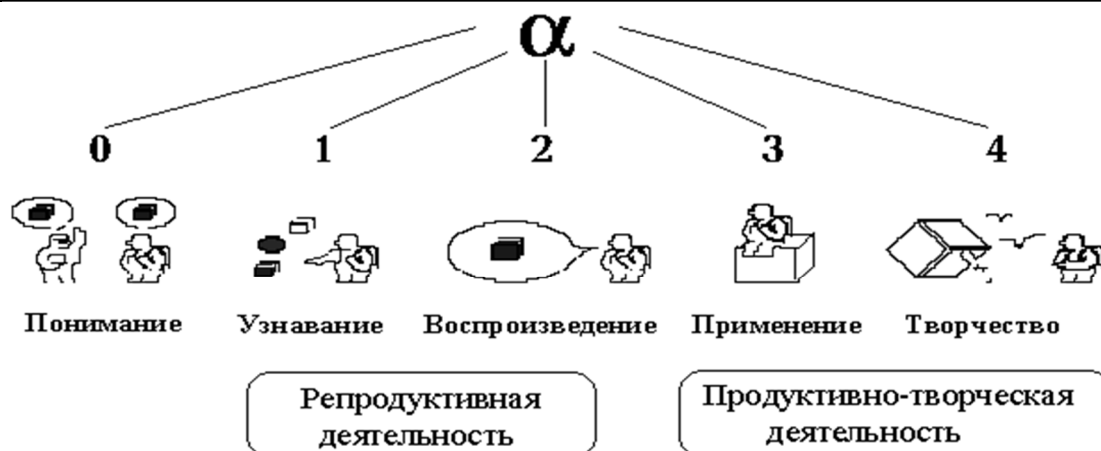 α
0 1 2 3 4
Понимание Узнавание Воспроизведение Применение Творчество
Репродуктивная
деятельность
Продуктивно-творческая
деятельность